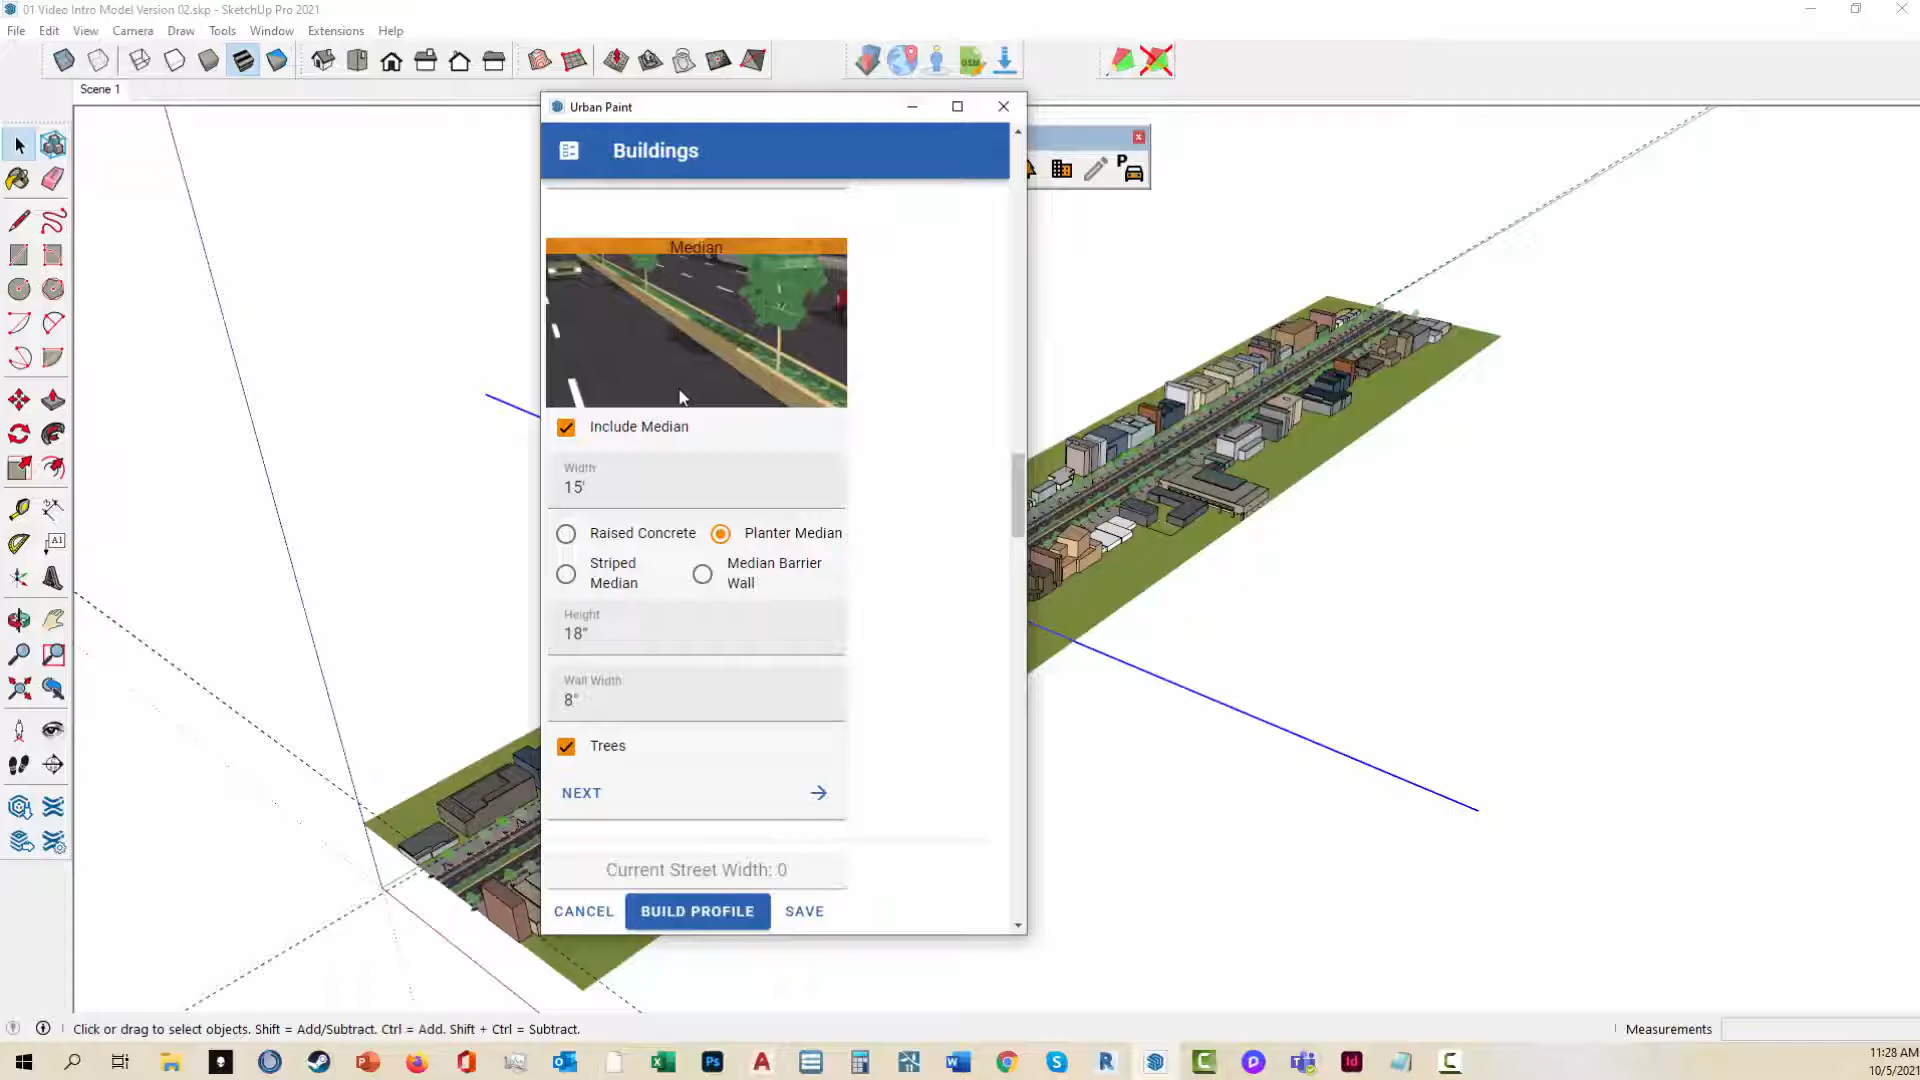 01 Video Intro Model Version 02.skp - SketchUp Pro 2021
File Edit View Camera Draw Tools Window Extensions Help
OSM
Scene 1
Urban Paint
Buildings
P
Median
Include Median
Width
15'
Raised Concrete
Planter Median
Striped
Median
Median Barrier
Wall
A1
Height
18"
Wall Width
8"
Trees
NEXT
Current Street Width: 0
CANCEL
BUILD PROFILE
SAVE
Click or drag to select objects. Shift = Add/Subtract. Ctrl = Add. Shift + Ctrl = Subtract.
Measurements
11:28 AM
10/5/2021